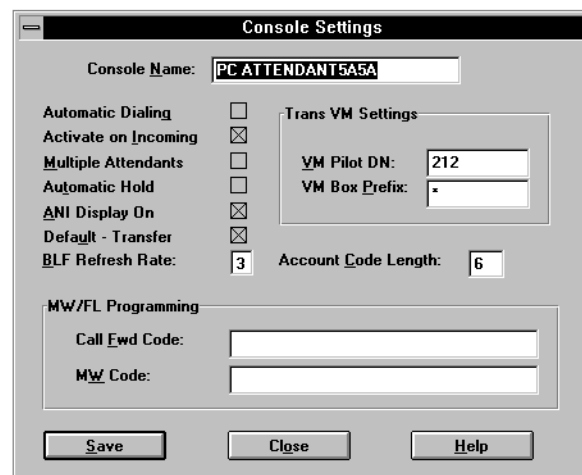 Console Settings
Console Name: PC ATTENDANT5A5A
Automatic Dialing
Activate on Incoming
Multiple Attendants
Automatic Hold
ANI Display On
Default - Transfer
Trans VM Settings
VM Pilot DN: 212
VM Box Prefix: *
BLF Refresh Rate: 3 Account Code Length: 6
MW/FL Programming
Call Fwd Code:
MW Code:
Save Close Help